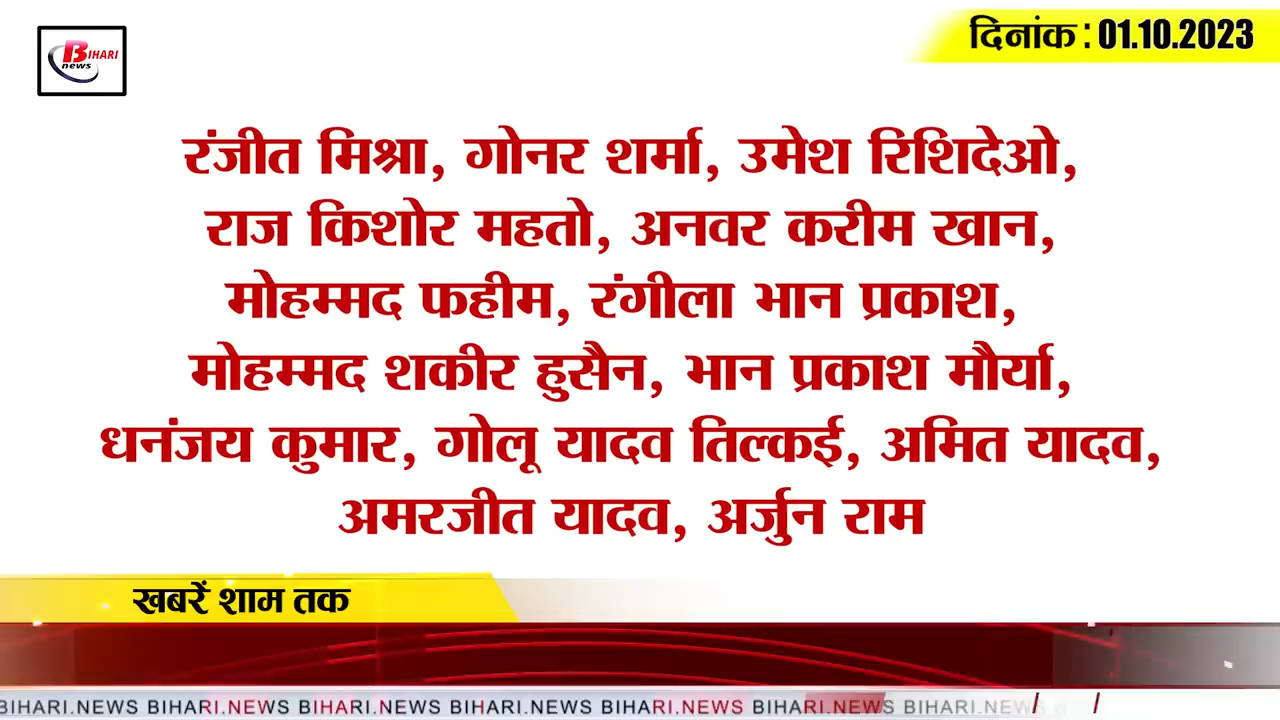 BIHARI
news
दिनांक : 01.10.2023
रंजीत मिश्रा, गोनर शर्मा, उमेश रिशिदेओ,
राज किशोर महतो, अनवर करीम खान,
मोहम्मद फहीम, रंगीला भान प्रकाश,
मोहम्मद शकीर हुसैन, भान प्रकाश मौर्या,
धनंजय कुमार, गोलू यादव तिल्कई, अमित यादव,
अमरजीत यादव, अर्जुन राम
खबरें शाम तक
BIHARI.NEWS BIHARI.NEWS BIHARI.NEWS BIHARI.NEWS BIHARI.NEWS BIHARI.NEWS BIHARI.NEWS